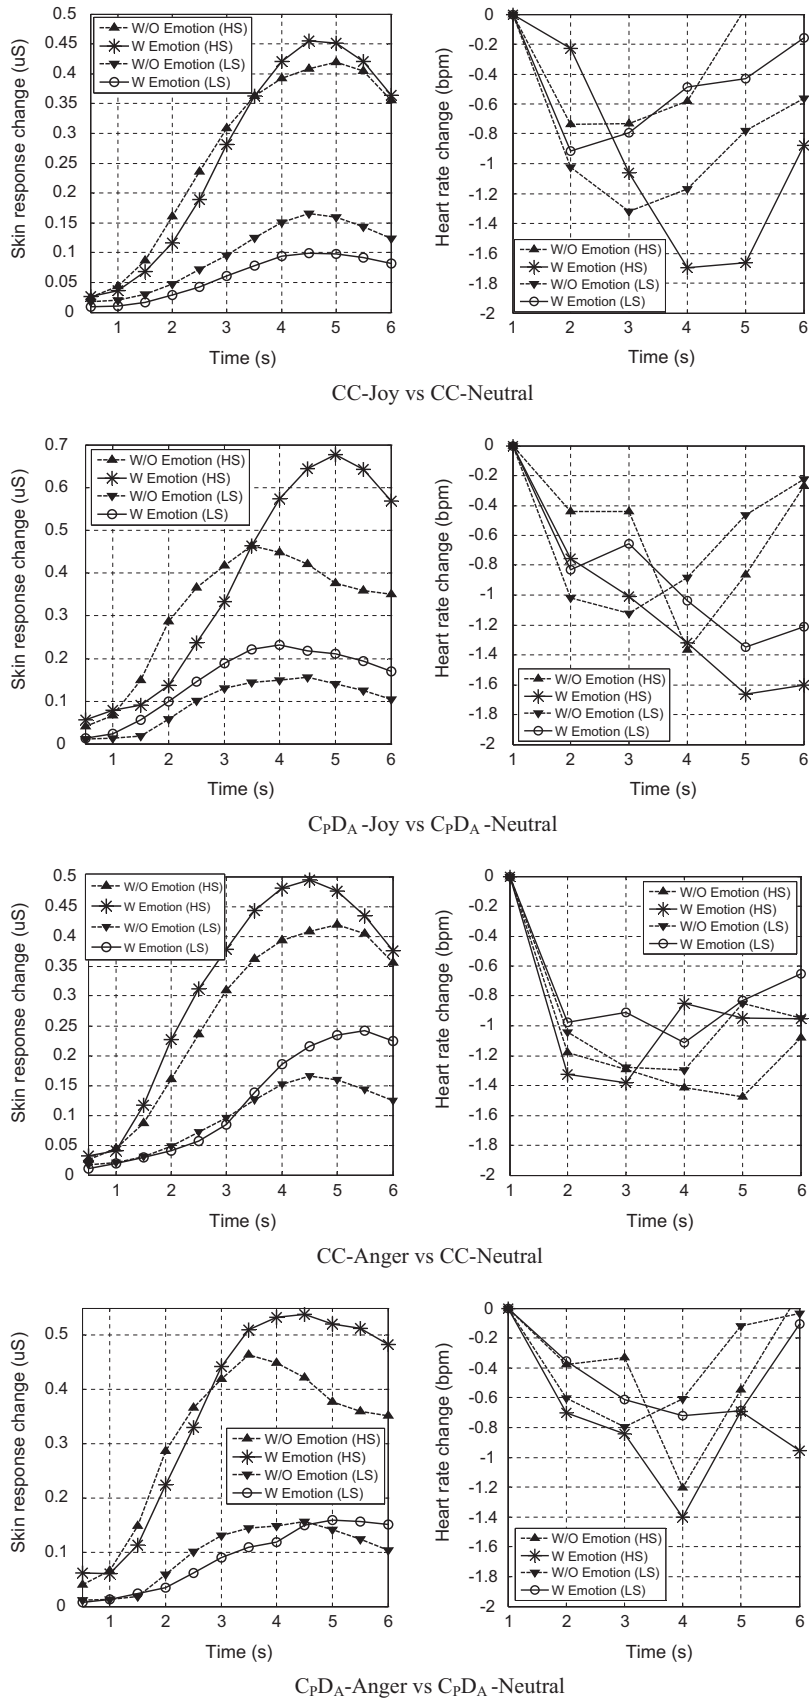 0.5
0.45
0.4
0.35
0.3
0.25
0.2
0.15
0.1
0.05
0
1 2 3 4 5 6
Skin response change (uS)
Time (s)
W/O Emotion (HS)
W Emotion (HS)
W/O Emotion (LS)
W Emotion (LS)
0
-0.2
-0.4
-0.6
-0.8
-1
-1.2
-1.4
-1.6
-1.8
-2
1 2 3 4 5 6
Heart rate change (bpm)
Time (s)
W/O Emotion (HS)
W Emotion (HS)
W/O Emotion (LS)
W Emotion (LS)
CC-Joy vs CC-Neutral
0.7
0.6
0.5
0.4
0.3
0.2
0.1
0
1 2 3 4 5 6
Skin response change (uS)
Time (s)
W/O Emotion (HS)
W Emotion (HS)
W/O Emotion (LS)
W Emotion (LS)
0
-0.2
-0.4
-0.6
-0.8
-1
-1.2
-1.4
-1.6
-1.8
-2
1 2 3 4 5 6
Heart rate change (bpm)
Time (s)
W/O Emotion (HS)
W Emotion (HS)
W/O Emotion (LS)
W Emotion (LS)
CPDA -Joy vs CPDA -Neutral
0.5
0.45
0.4
0.35
0.3
0.25
0.2
0.15
0.1
0.05
0
1 2 3 4 5 6
Skin response change (uS)
Time (s)
W/O Emotion (HS)
W Emotion (HS)
W/O Emotion (LS)
W Emotion (LS)
0
-0.2
-0.4
-0.6
-0.8
-1
-1.2
-1.4
-1.6
-1.8
-2
1 2 3 4 5 6
Heart rate change (bpm)
Time (s)
W/O Emotion (HS)
W Emotion (HS)
W/O Emotion (LS)
W Emotion (LS)
CC-Anger vs CC-Neutral
0.5
0.4
0.3
0.2
0.1
0
1 2 3 4 5 6
Skin response change (uS)
Time (s)
W/O Emotion (HS)
W Emotion (HS)
W/O Emotion (LS)
W Emotion (LS)
0
-0.2
-0.4
-0.6
-0.8
-1
-1.2
-1.4
-1.6
-1.8
-2
1 2 3 4 5 6
Heart rate change (bpm)
Time (s)
W/O Emotion (HS)
W Emotion (HS)
W/O Emotion (LS)
W Emotion (LS)
CPDA-Anger vs CPDA -Neutral